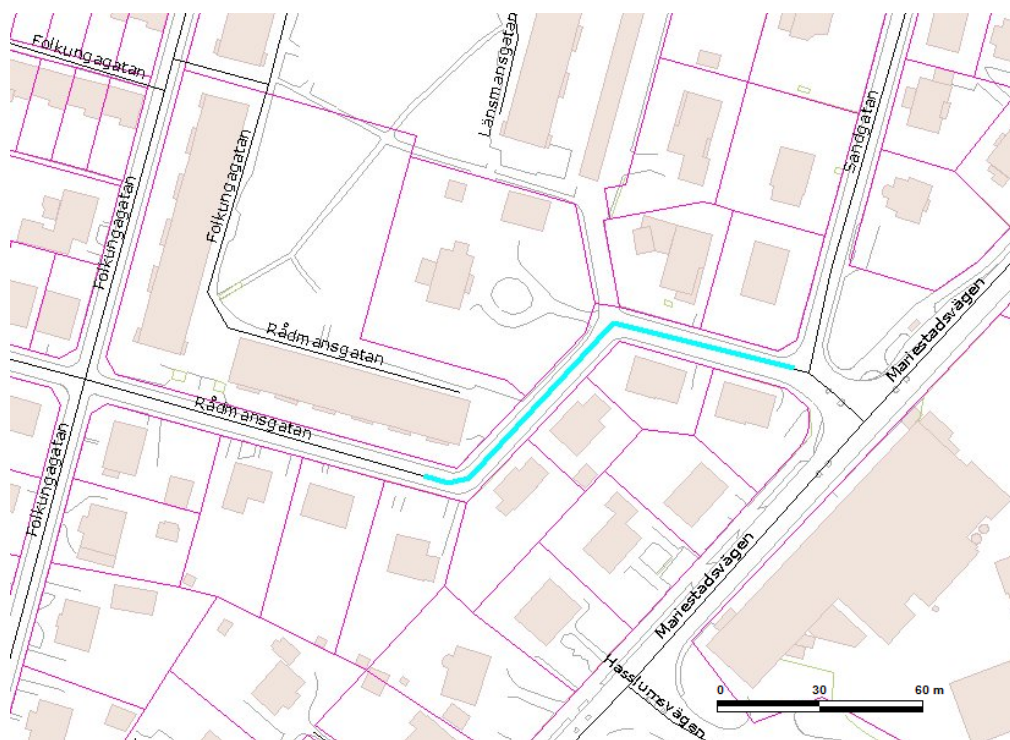 Folkungagatan
Länsmansgatan
Sandgatan
Folkungagatan
Folkungagatan
Mariestadsvägen
Rådmansgatan
Rådmansgatan
Folkungagatan
Mariestadsvägen
Hasslumsvägen
0 30 60 m